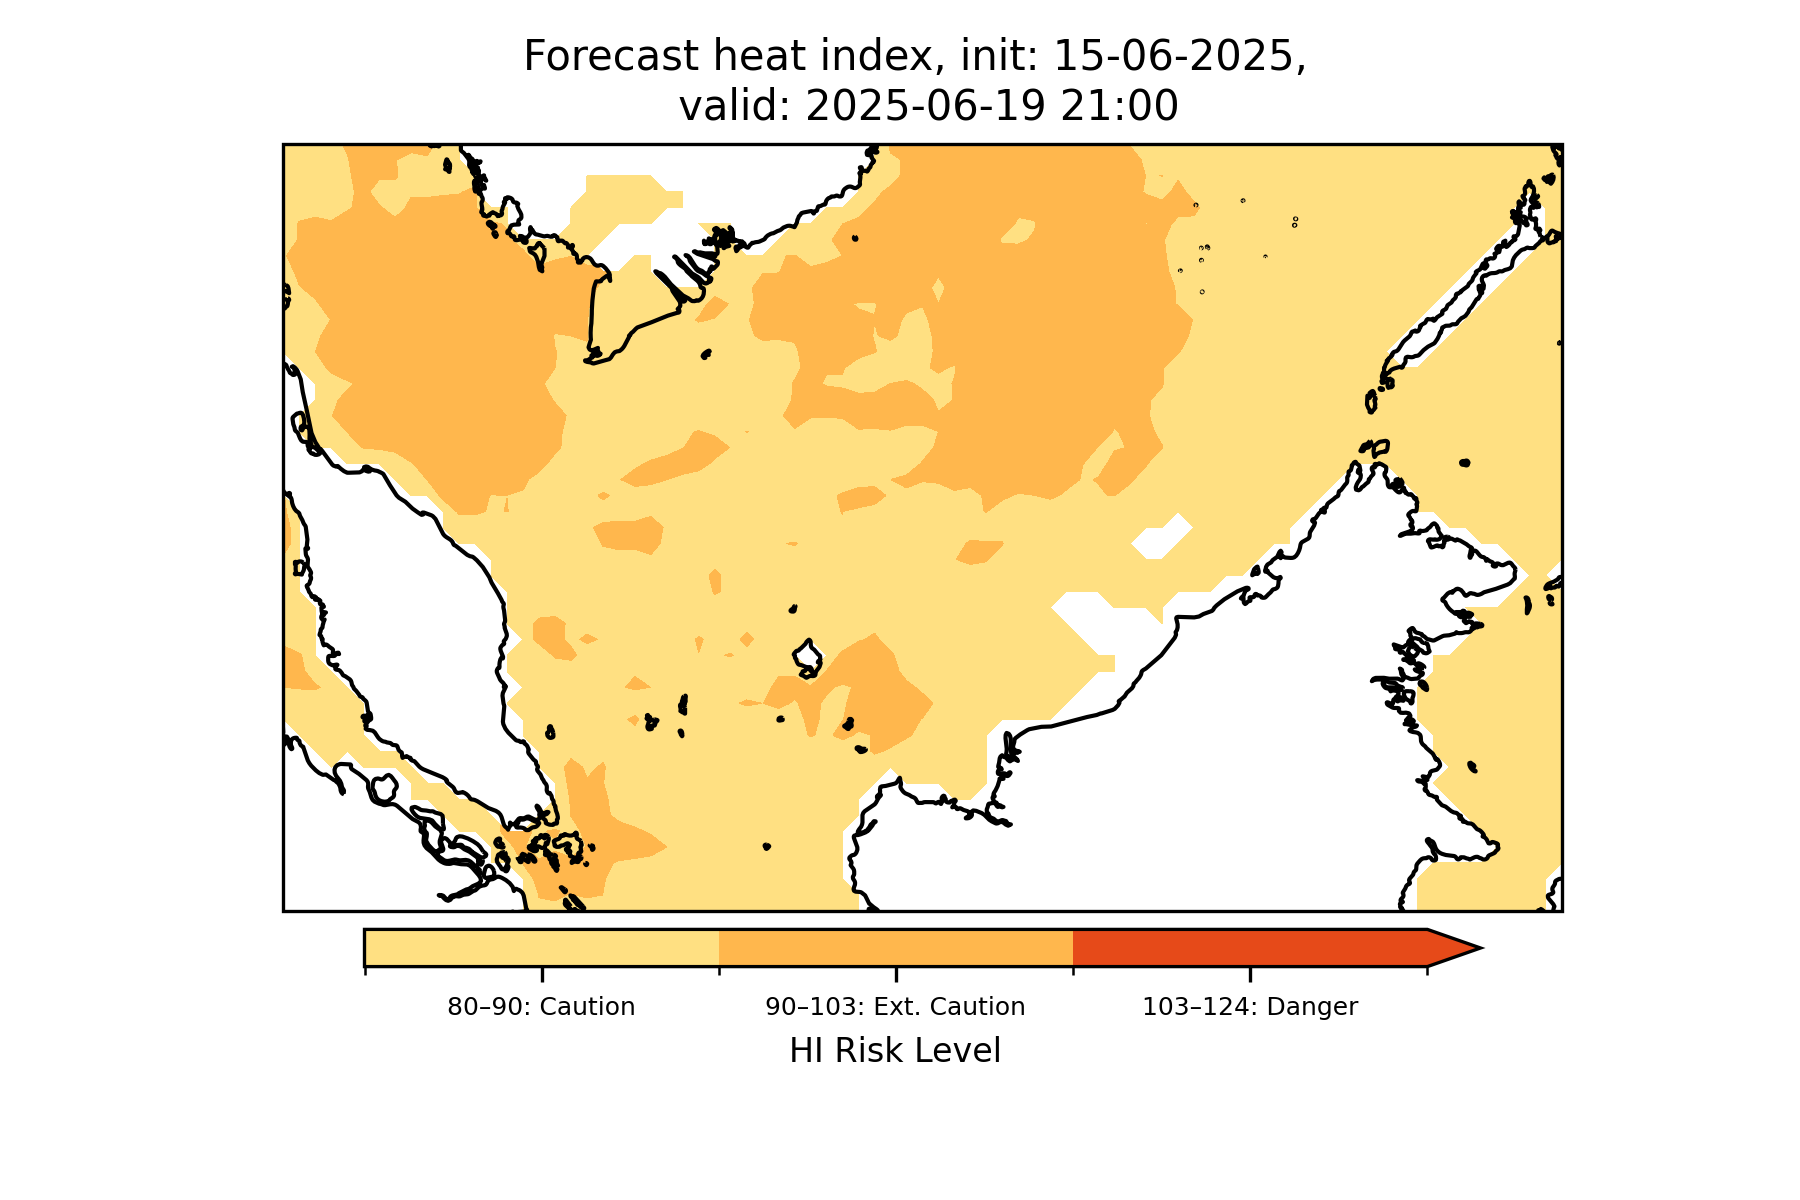 Forecast heat index, init: 15-06-2025,
valid: 2025-06-19 21:00
80–90: Caution
90–103: Ext. Caution
103–124: Danger
HI Risk Level